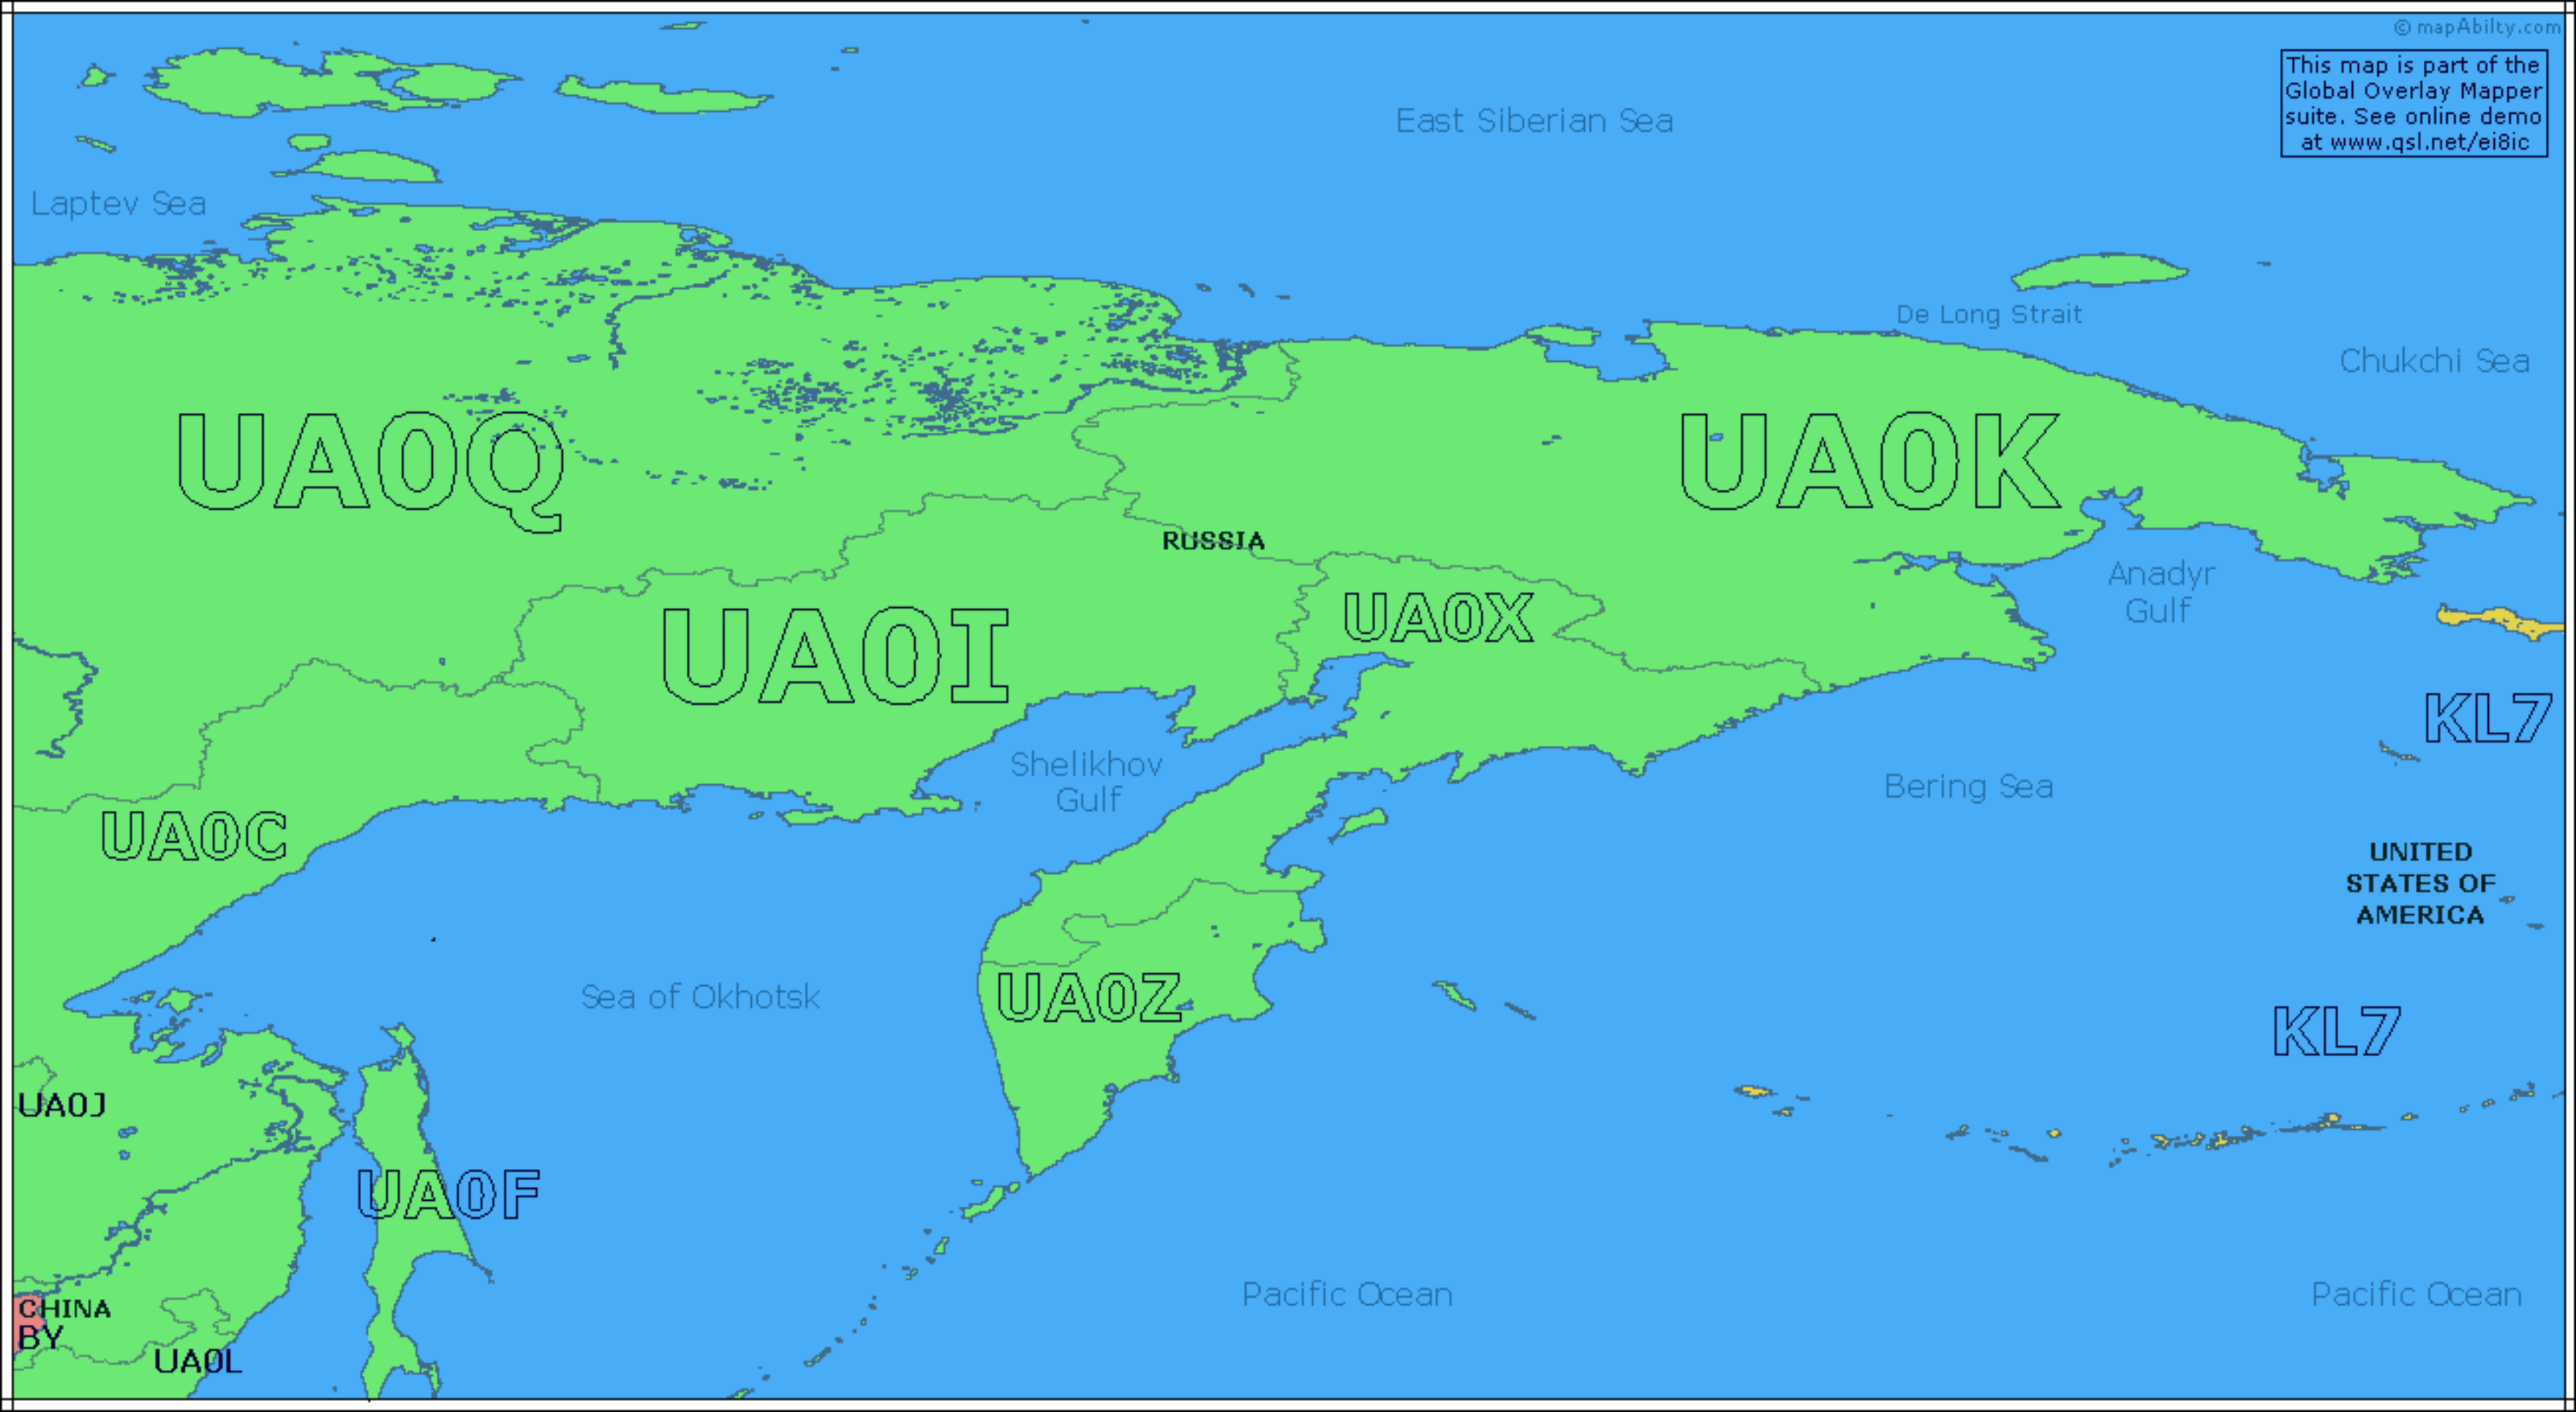 © mapAbilty.com
This map is part of the
Global Overlay Mapper
suite. See online demo
at www.qsl.net/ei8ic
East Siberian Sea
Laptev Sea
De Long Strait
Chukchi Sea
UA0Q
UA0K
RUSSIA
Anadyr
Gulf
UA0X
UA0I
KL7
Shelikhov
Gulf
Bering Sea
UA0C
UNITED
STATES OF
AMERICA
Sea of Okhotsk
UA0Z
KL7
UA0J
UA0F
Pacific Ocean
Pacific Ocean
CHINA
BY
UA0L